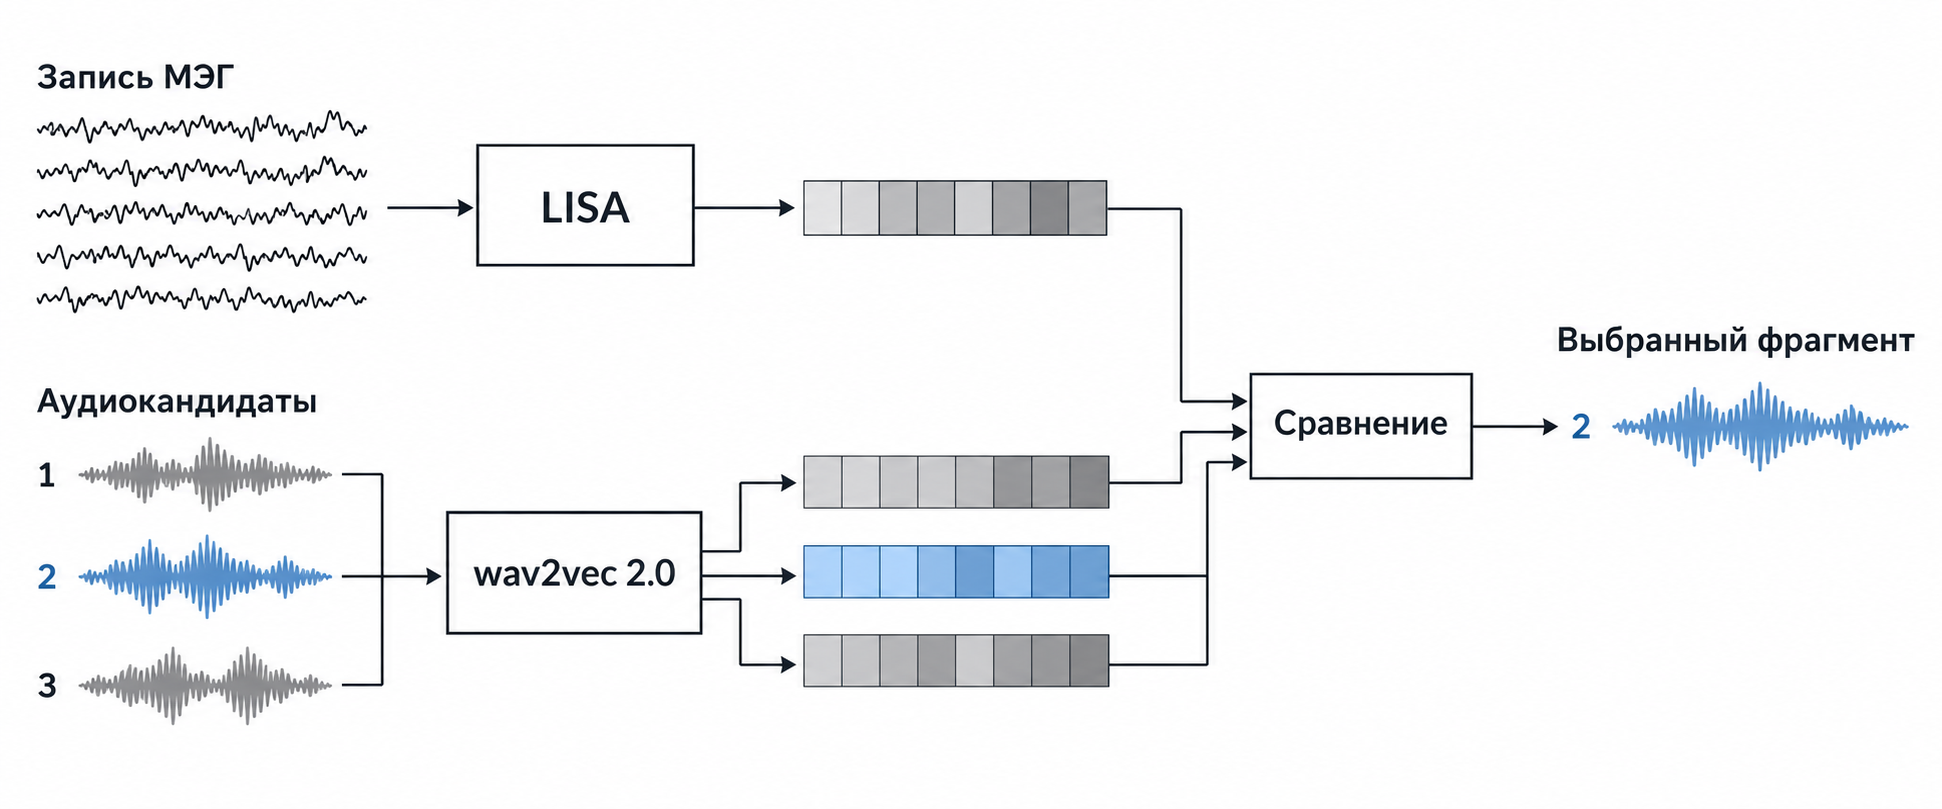 Запись МЭГ
LISA
Выбранный фрагмент
2
Сравнение
Аудиокандидаты
1
2
3
wav2vec 2.0